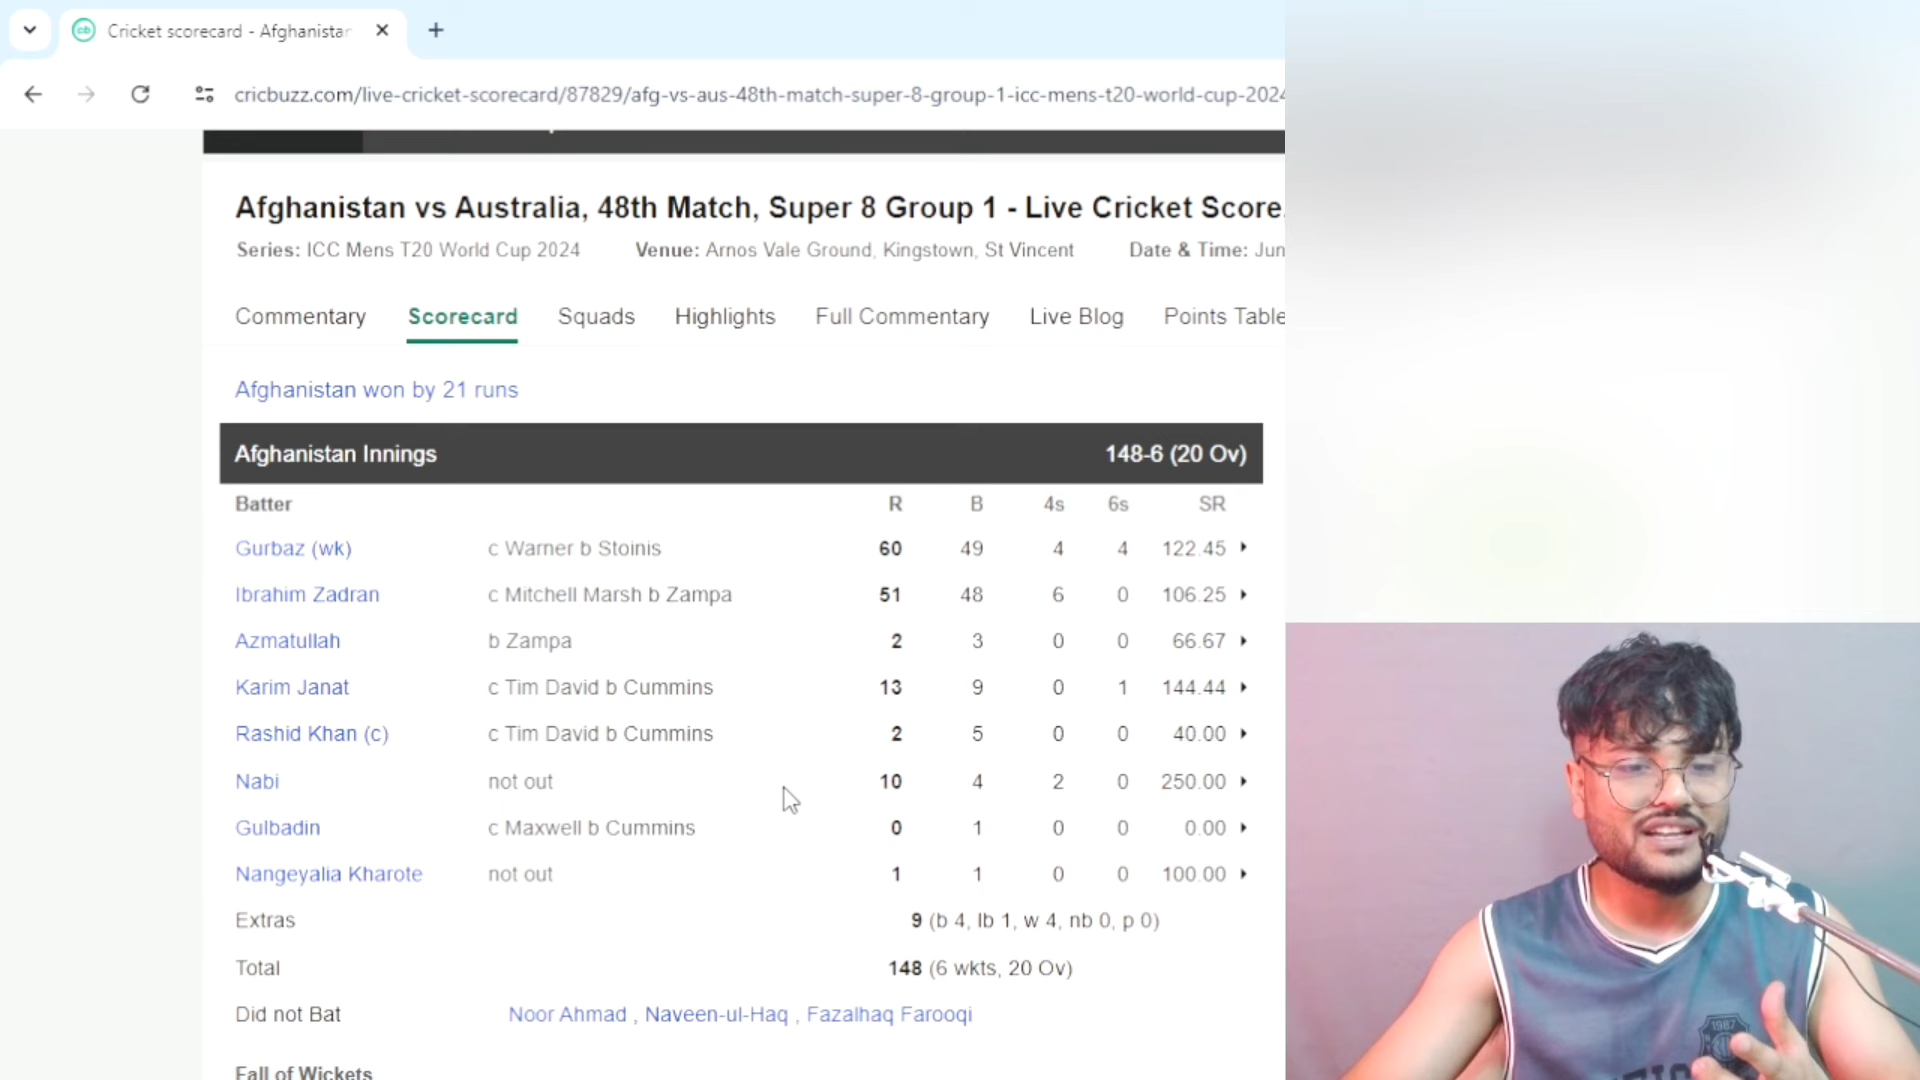 Cricket scorecard - Afghanistar
cricbuzz.com/live-cricket-scorecard/87829/afg-vs-aus-48th-match-super-8-group-1-icc-mens-t20-world-cup-2024
Afghanistan vs Australia, 48th Match, Super 8 Group 1 - Live Cricket Score
Series: ICC Mens T20 World Cup 2024 Venue: Arnos Vale Ground, Kingstown, St Vincent Date & Time: Jun
Commentary Scorecard Squads Highlights Full Commentary Live Blog Points Table
Afghanistan won by 21 runs
Afghanistan Innings 148-6 (20 Ov)
Batter R B 4s 6s SR
Gurbaz (wk) c Warner b Stoinis 60 49 4 4 122.45
Ibrahim Zadran c Mitchell Marsh b Zampa 51 48 6 0 106.25
Azmatullah b Zampa 2 3 0 0 66.67
Karim Janat c Tim David b Cummins 13 9 0 1 144.44
Rashid Khan (c) c Tim David b Cummins 2 5 0 0 40.00
Nabi not out 10 4 2 0 250.00
Gulbadin c Maxwell b Cummins 0 1 0 0 0.00
Nangeyalia Kharote not out 1 1 0 0 100.00
Extras 9 (b 4, lb 1, w 4, nb 0, p 0)
Total 148 (6 wkts, 20 Ov)
Did not Bat Noor Ahmad , Naveen-ul-Haq , Fazalhaq Farooqi
Fall of Wickets
1987